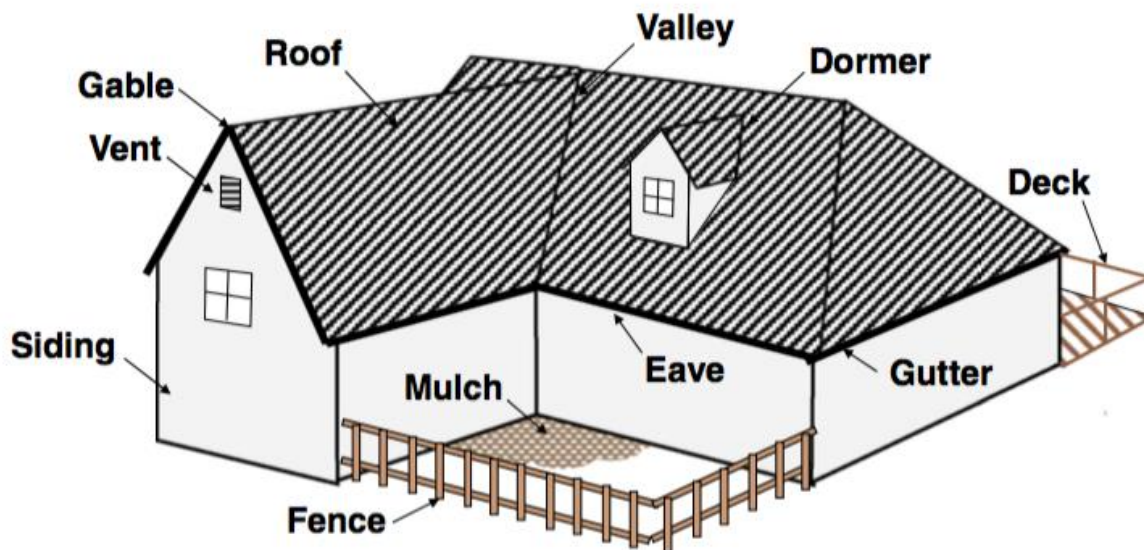 Valley
Roof
Dormer
Gable
Vent
Deck
Siding
Eave
Gutter
Mulch
Fence